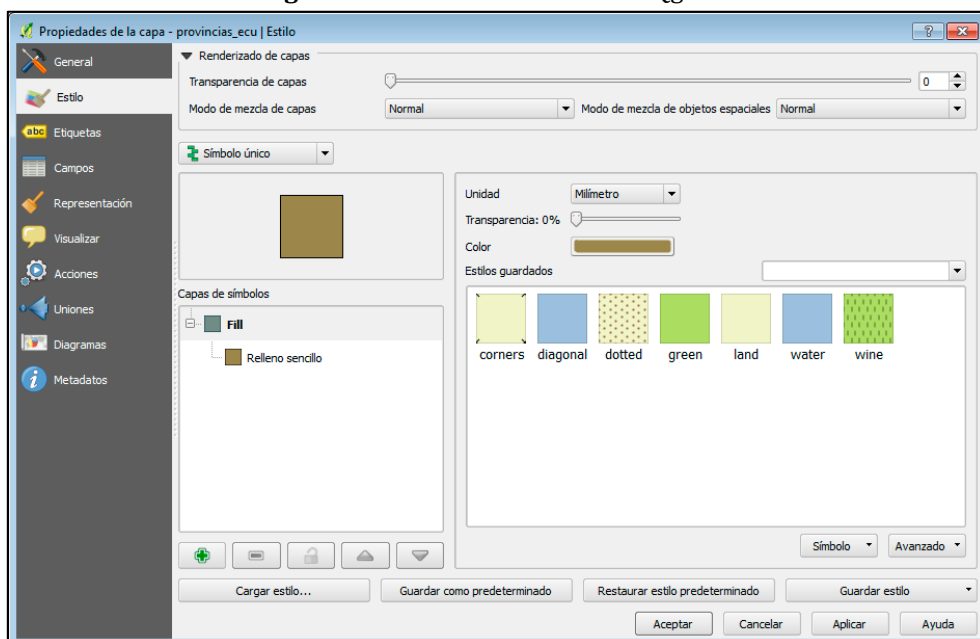 Propiedades de la capa - provincias_ecu | Estilo
General
Estilo
abc Etiquetas
Campos
Representación
Visualizar
Acciones
Uniones
Diagramas
Metadatos
Renderizado de capas
Transparencia de capas
0
Modo de mezcla de capas
Normal
Modo de mezcla de objetos espaciales
Normal
Símbolo único
Capas de símbolos
Fill
Relleno sencillo
Unidad
Milímetro
Transparencia: 0%
Color
Estilos guardados
corners diagonal dotted green land water wine
Símbolo
Avanzado
Cargar estilo...
Guardar como predeterminado
Restaurar estilo predeterminado
Guardar estilo
Aceptar
Cancelar
Aplicar
Ayuda